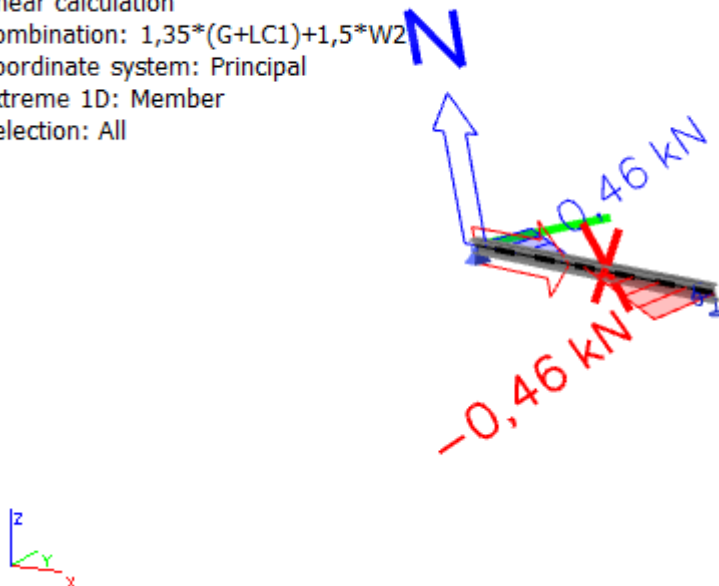 near calculation
ombination: 1,35*(G+LC1)+1,5*W2
oordinate system: Principal
xtreme 1D: Member
election: All
N
0,46 kN
X
-0,46 kN
Z
Y
X